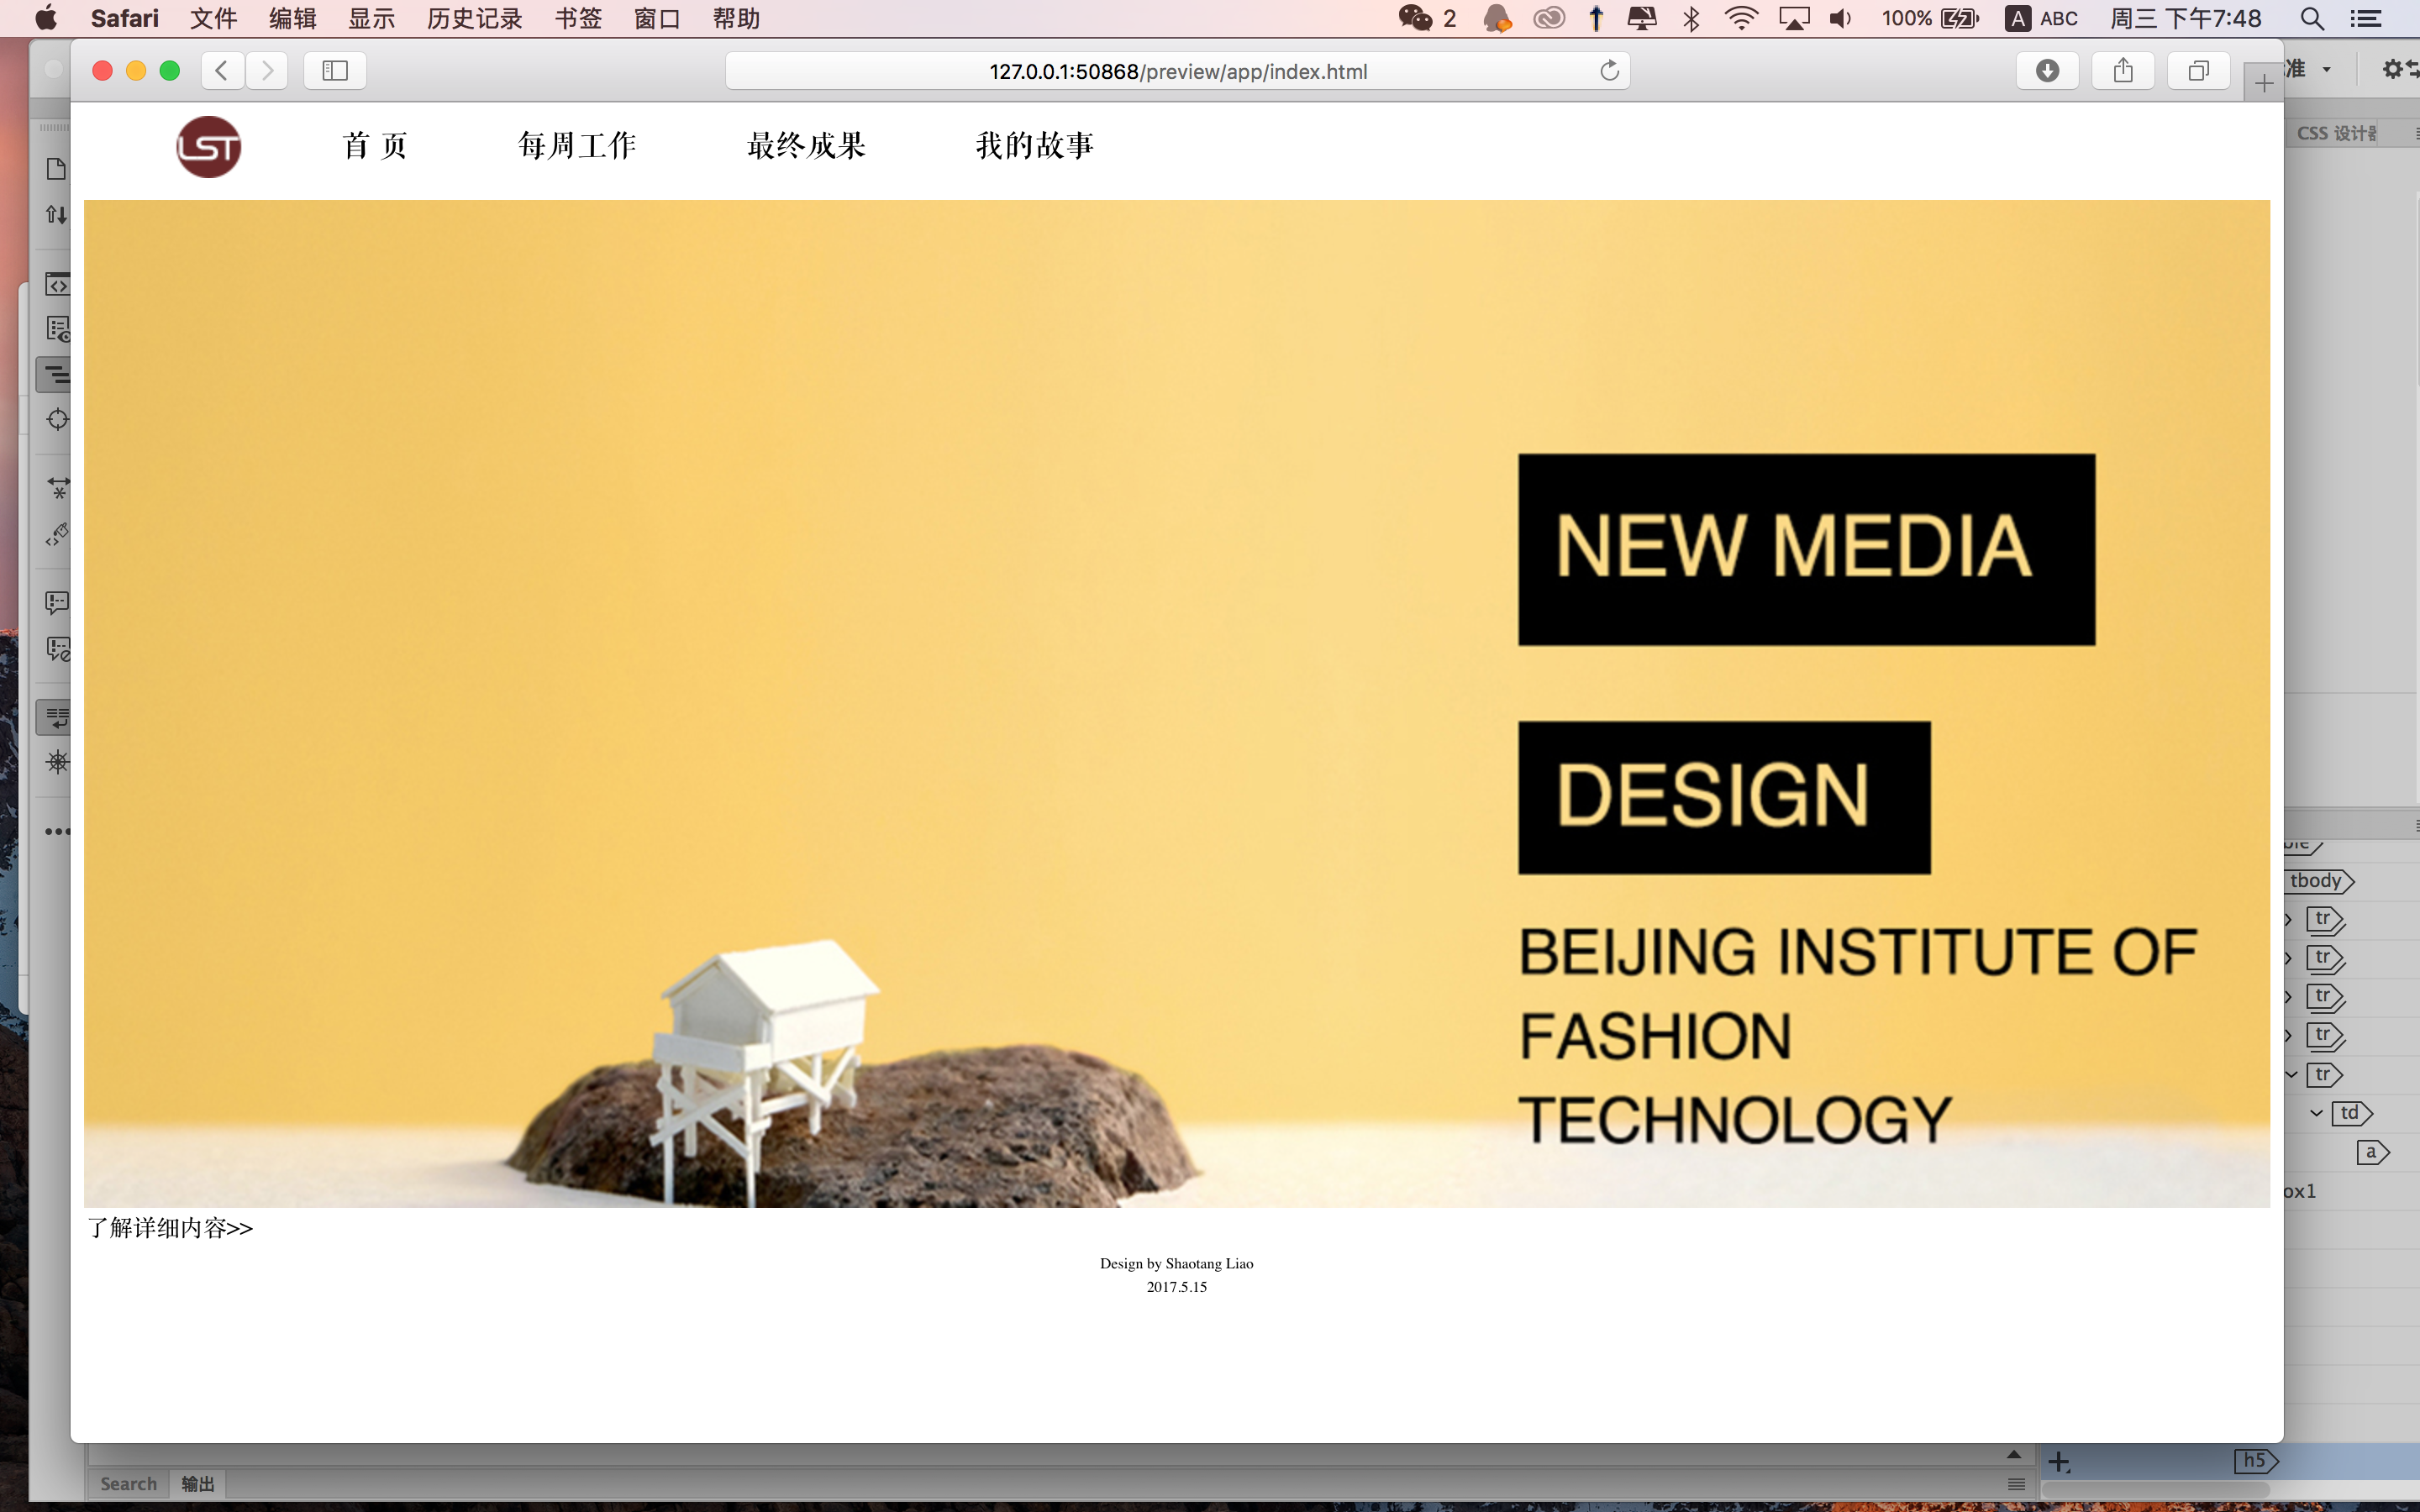 Safari 文件 编辑 显示 历史记录 书签 窗口 帮助 2 100% A ABC 周三 下午7:48
127.0.0.1:50868/preview/app/index.html
准
CSS 设计器
LST 首 页 每周工作 最终成果 我的故事
NEW MEDIA
DESIGN
BEIJING INSTITUTE OF
FASHION
TECHNOLOGY
了解详细内容>>
Design by Shaotang Liao
2017.5.15
tbody
tr
tr
tr
tr
tr
td
a
ox1
h5
Search 输出